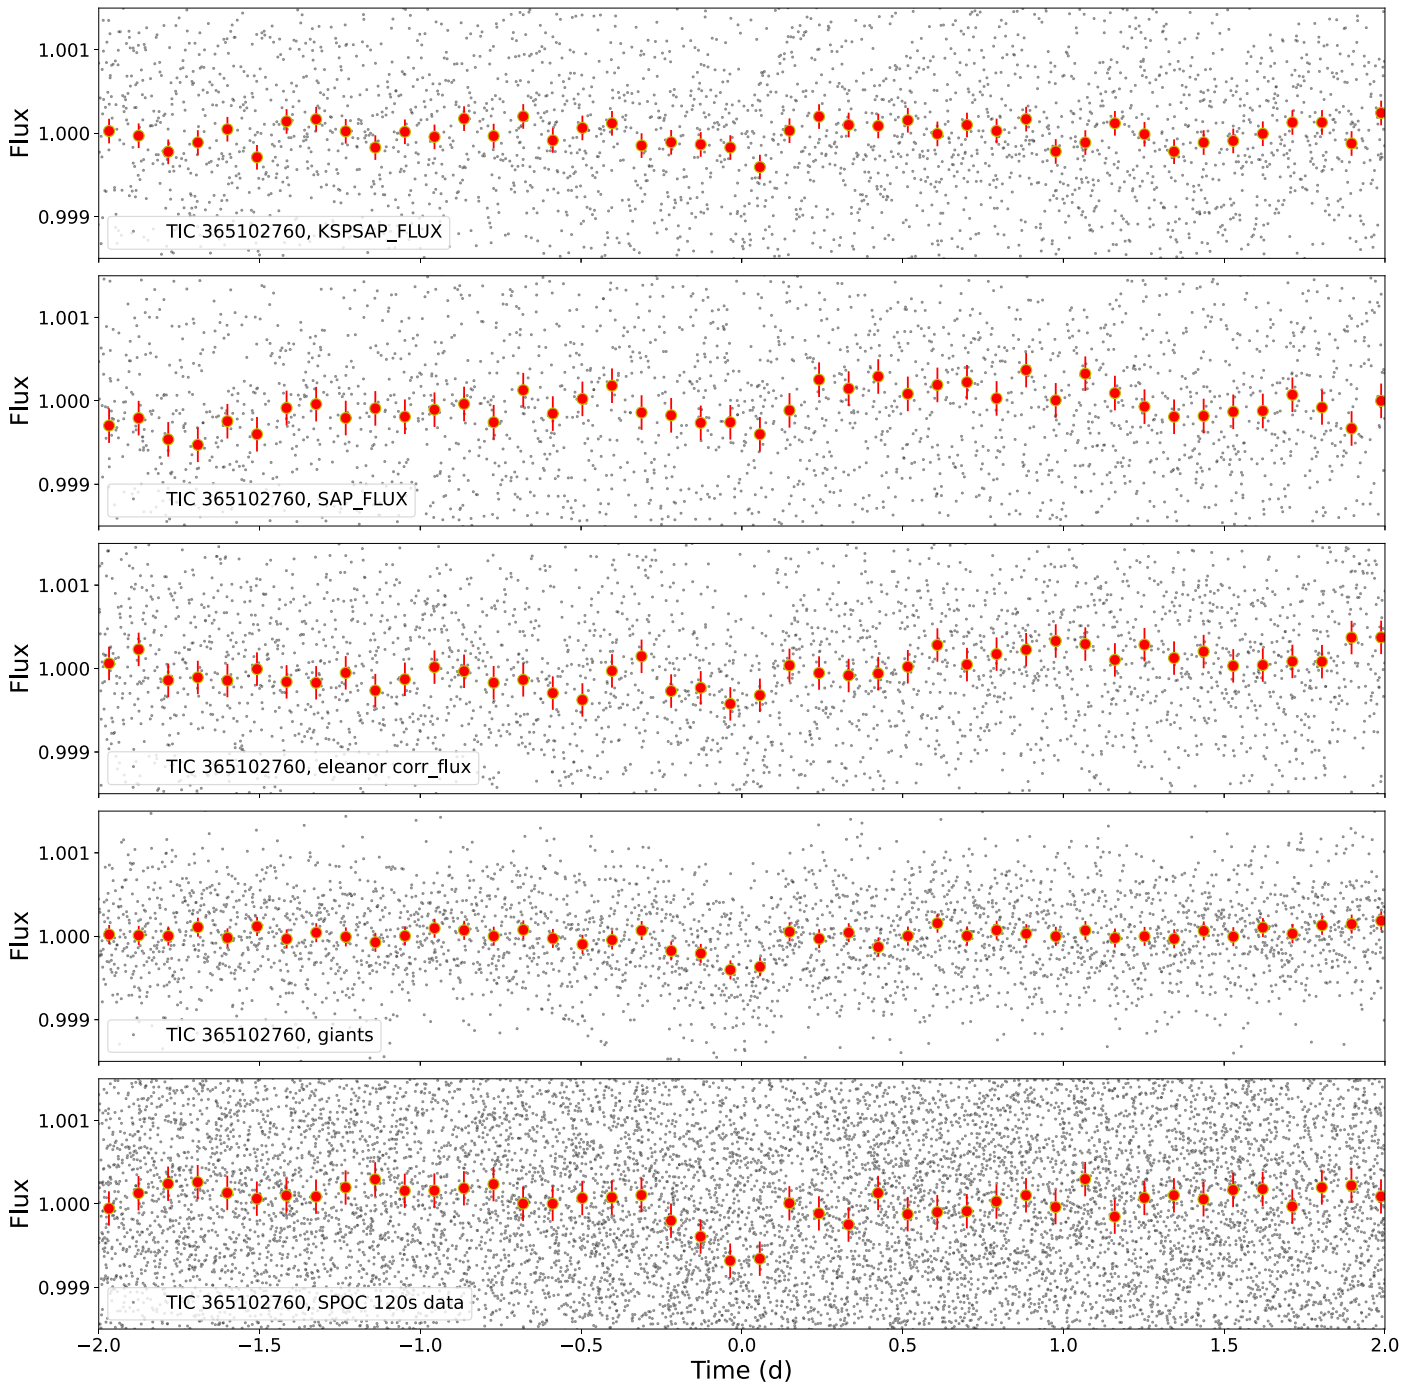 1.001
1.000
0.999
Flux
TIC 365102760, KSPSAP_FLUX
1.001
1.000
0.999
Flux
TIC 365102760, SAP_FLUX
1.001
1.000
0.999
Flux
TIC 365102760, eleanor corr_flux
1.001
1.000
0.999
Flux
TIC 365102760, giants
1.001
1.000
0.999
Flux
TIC 365102760, SPOC 120s data
−2.0 −1.5 −1.0 −0.5 0.0 0.5 1.0 1.5 2.0
Time (d)